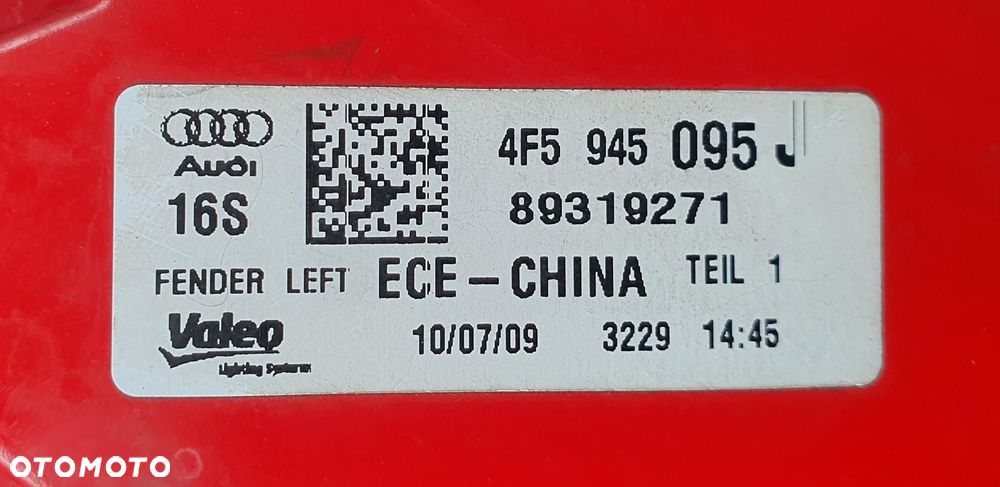 Audi
4F5 945 095 J
16S
89319271
FENDER LEFT ECE-CHINA TEIL 1
Valeo
Lighting Systems
10/07/09 3229 14:45
OTOMOTO